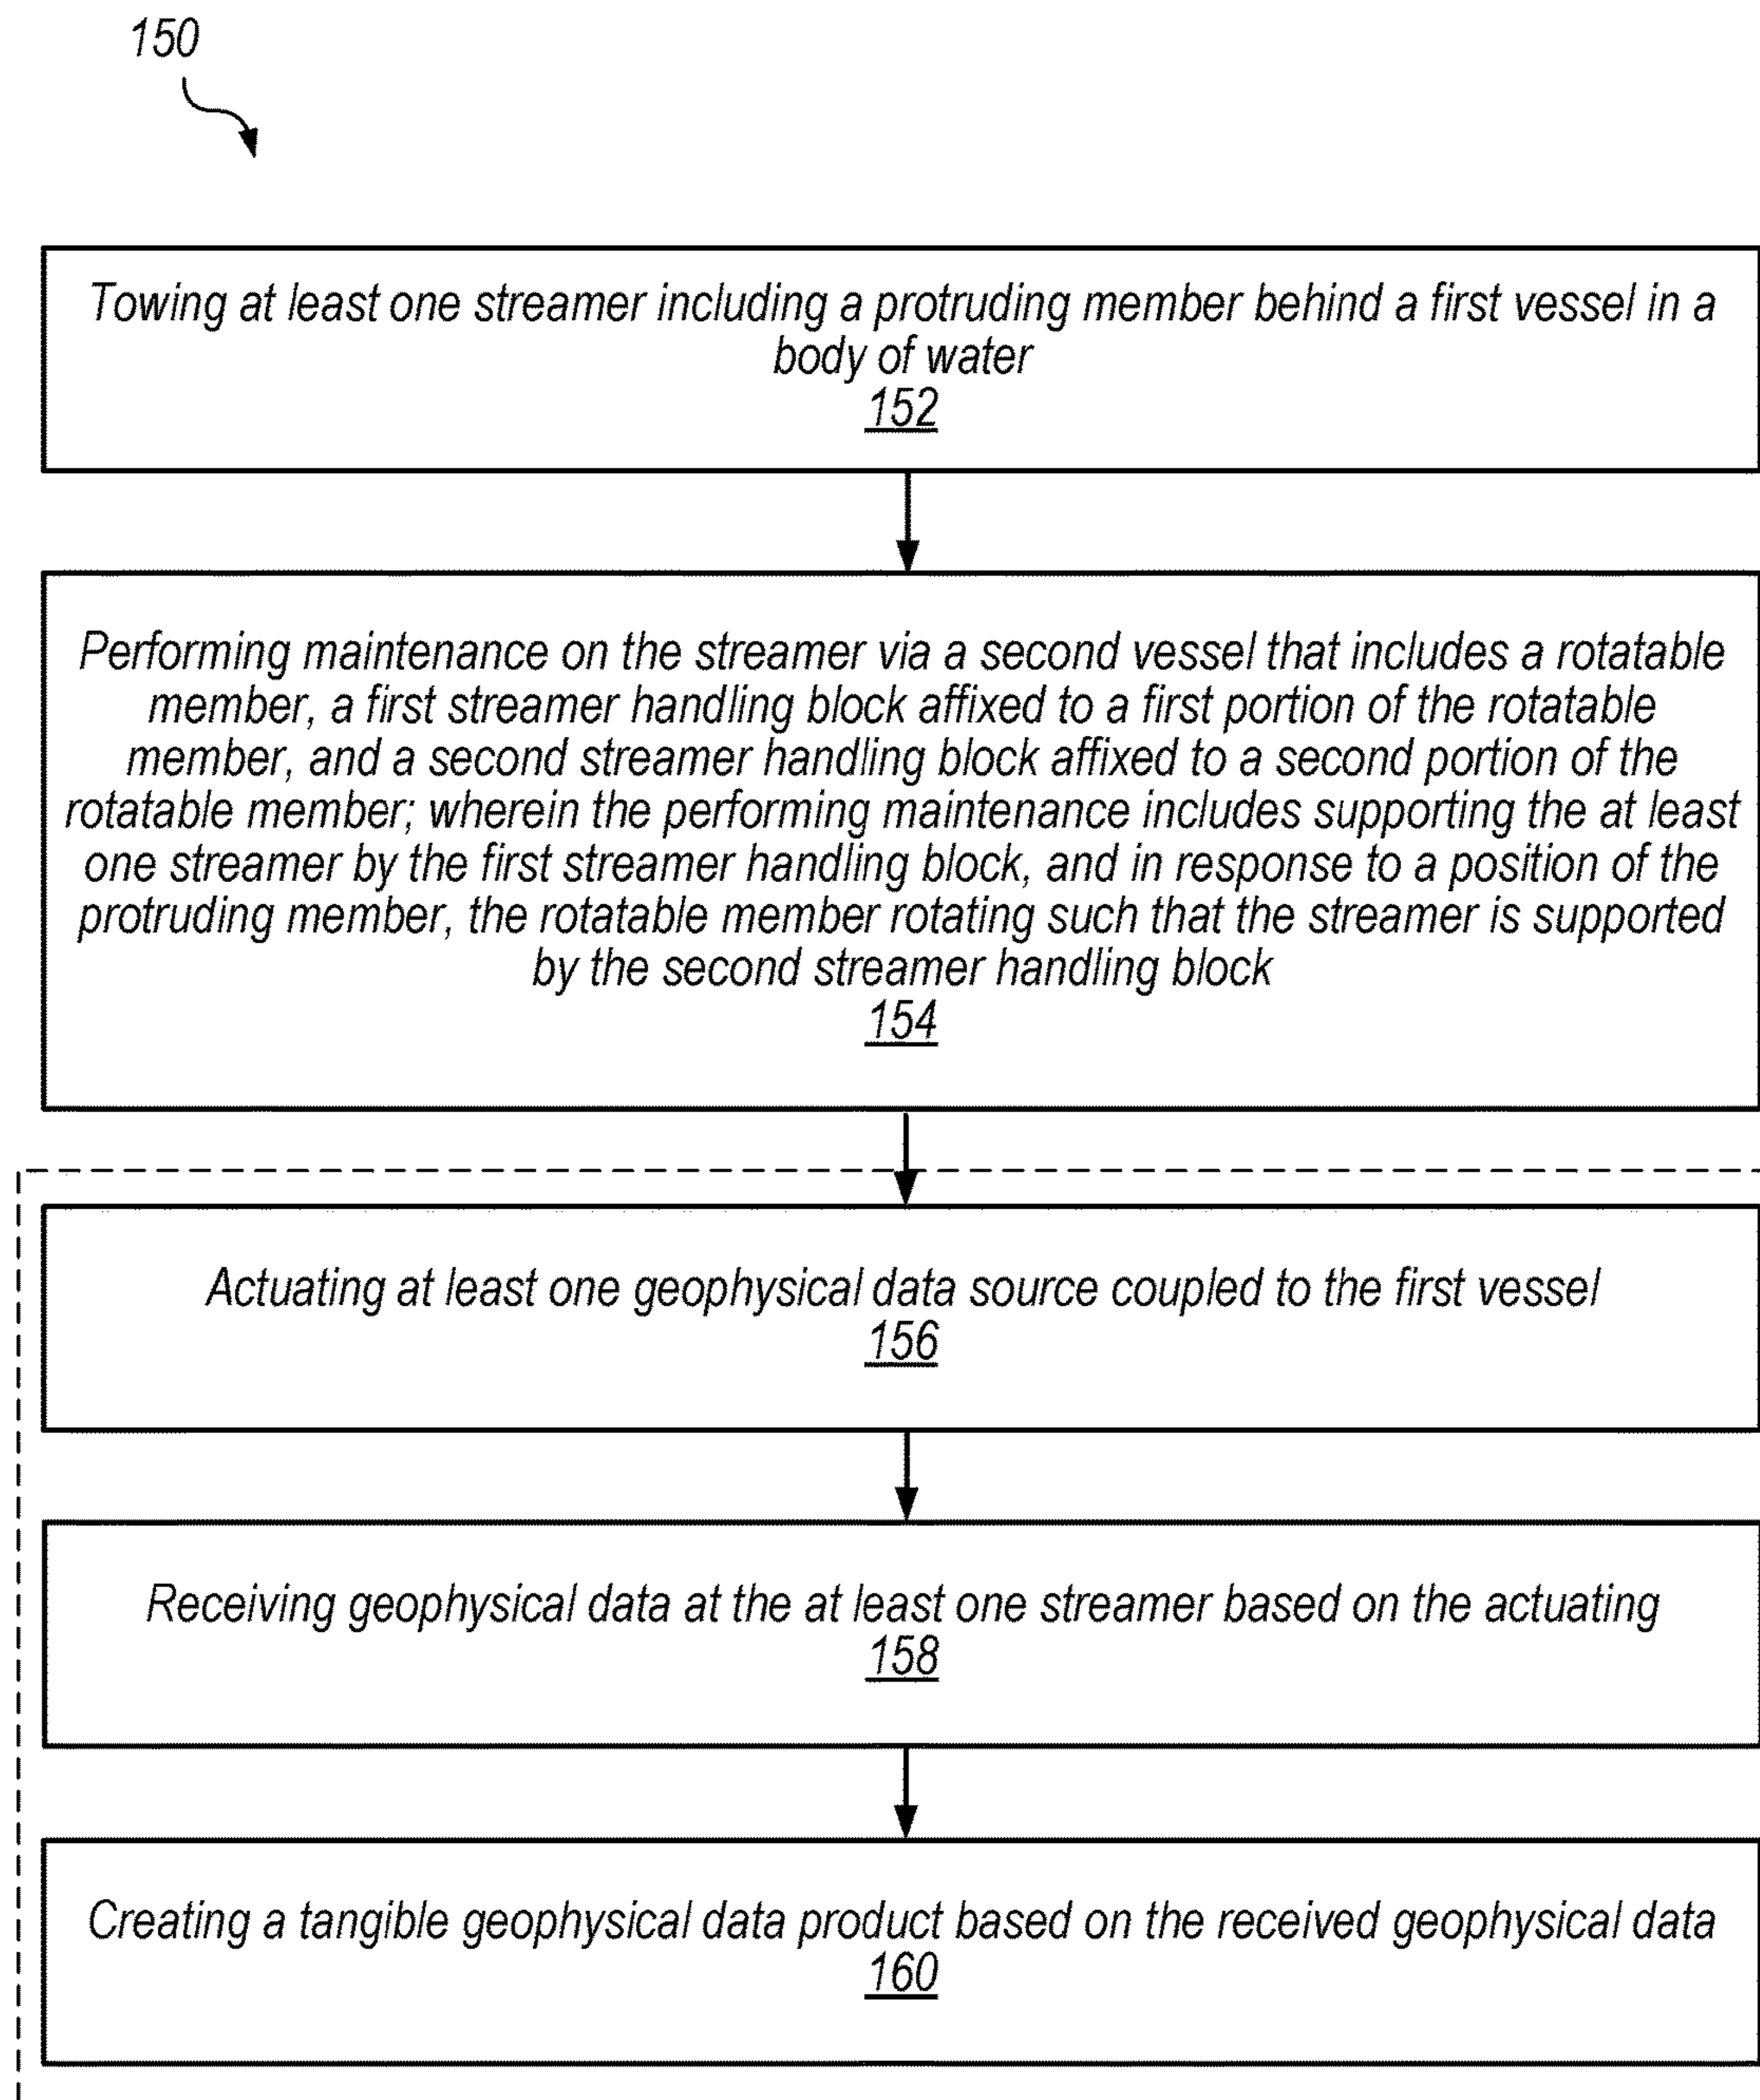 150
Towing at least one streamer including a protruding member behind a first vessel in a
body of water
152
Performing maintenance on the streamer via a second vessel that includes a rotatable
member, a first streamer handling block affixed to a first portion of the rotatable
member, and a second streamer handling block affixed to a second portion of the
rotatable member; wherein the performing maintenance includes supporting the at least
one streamer by the first streamer handling block, and in response to a position of the
protruding member, the rotatable member rotating such that the streamer is supported
by the second streamer handling block
154
Actuating at least one geophysical data source coupled to the first vessel
156
Receiving geophysical data at the at least one streamer based on the actuating
158
Creating a tangible geophysical data product based on the received geophysical data
160